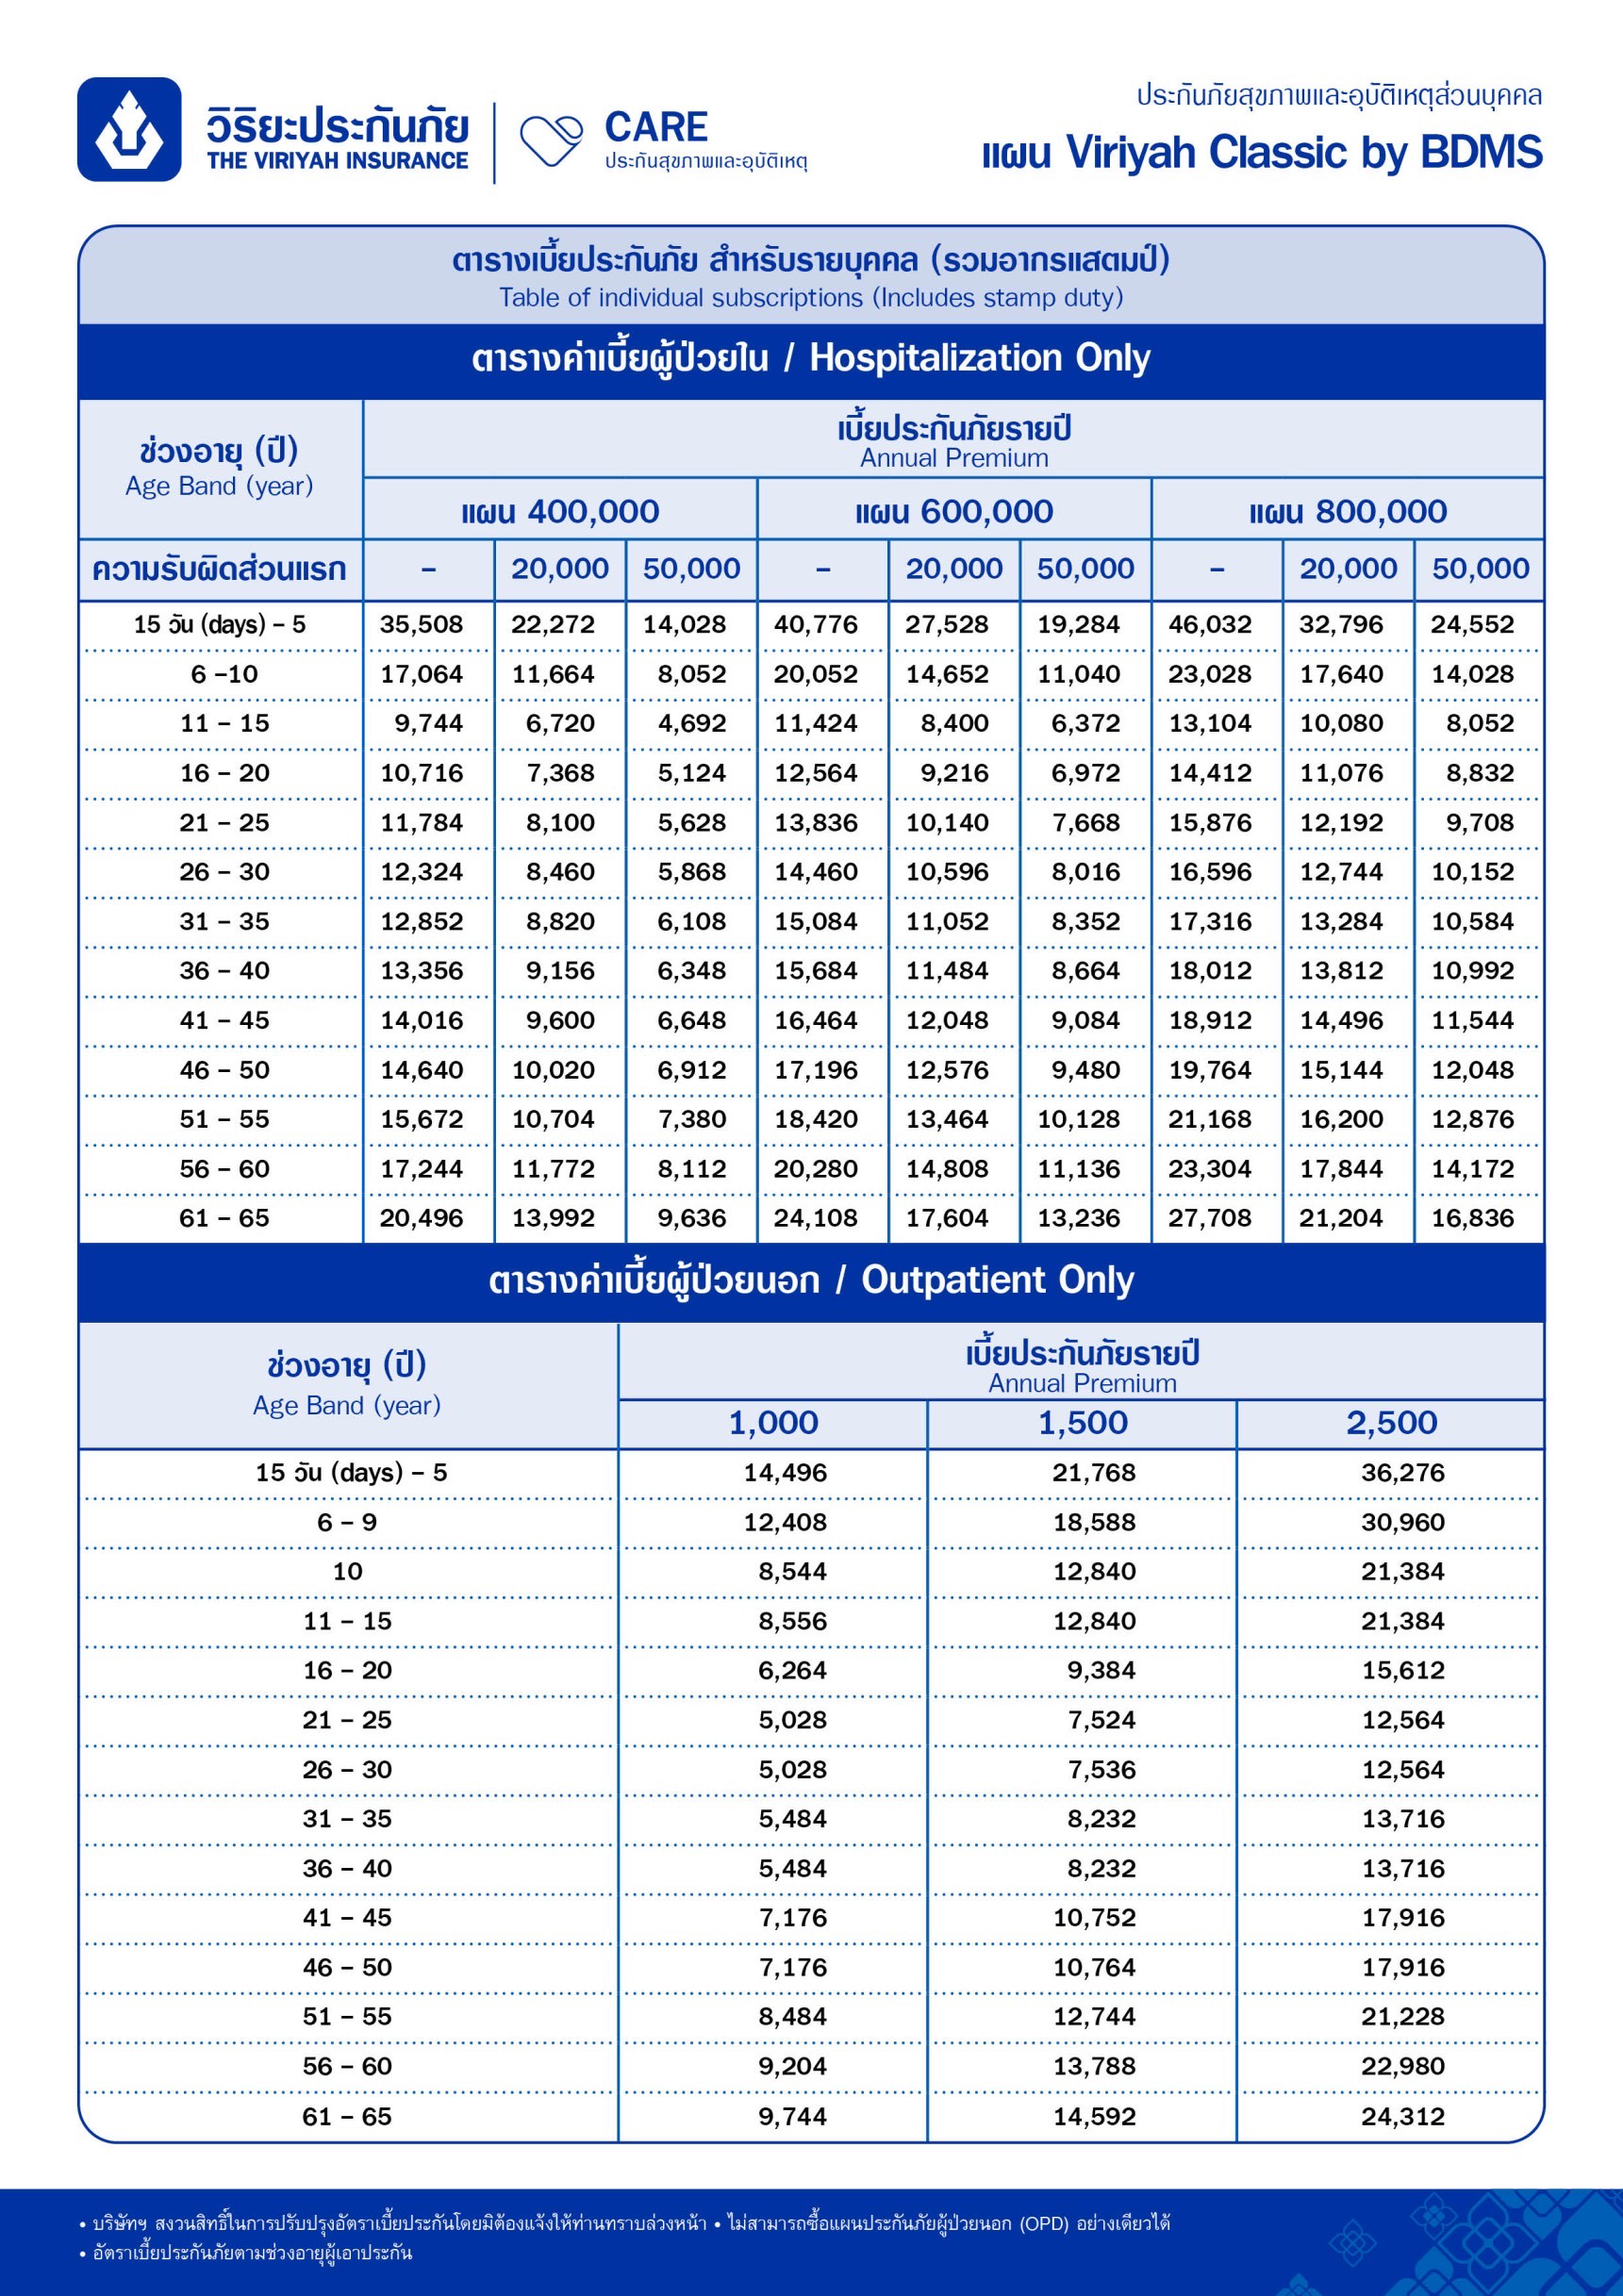 วิริยะประกันภัย
THE VIRIYAH INSURANCE
CARE
ประกันสุขภาพและอุบัติเหตุ
ประกันภัยสุขภาพและอุบัติเหตุส่วนบุคคล
แผน Viriyah Classic by BDMS
ตารางเบี้ยประกันภัย สำหรับรายบุคคล (รวมอากรแสตมป์)
Table of individual subscriptions (Includes stamp duty)
ตารางค่าเบี้ยผู้ป่วยใน / Hospitalization Only
ช่วงอายุ (ปี)
Age Band (year)
เบี้ยประกันภัยรายปี
Annual Premium
แผน 400,000 แผน 600,000 แผน 800,000
ความรับผิดส่วนแรก – 20,000 50,000 – 20,000 50,000 – 20,000 50,000
15 วัน (days) – 5 35,508 22,272 14,028 40,776 27,528 19,284 46,032 32,796 24,552
6 –10 17,064 11,664 8,052 20,052 14,652 11,040 23,028 17,640 14,028
11 – 15 9,744 6,720 4,692 11,424 8,400 6,372 13,104 10,080 8,052
16 – 20 10,716 7,368 5,124 12,564 9,216 6,972 14,412 11,076 8,832
21 – 25 11,784 8,100 5,628 13,836 10,140 7,668 15,876 12,192 9,708
26 – 30 12,324 8,460 5,868 14,460 10,596 8,016 16,596 12,744 10,152
31 – 35 12,852 8,820 6,108 15,084 11,052 8,352 17,316 13,284 10,584
36 – 40 13,356 9,156 6,348 15,684 11,484 8,664 18,012 13,812 10,992
41 – 45 14,016 9,600 6,648 16,464 12,048 9,084 18,912 14,496 11,544
46 – 50 14,640 10,020 6,912 17,196 12,576 9,480 19,764 15,144 12,048
51 – 55 15,672 10,704 7,380 18,420 13,464 10,128 21,168 16,200 12,876
56 – 60 17,244 11,772 8,112 20,280 14,808 11,136 23,304 17,844 14,172
61 – 65 20,496 13,992 9,636 24,108 17,604 13,236 27,708 21,204 16,836
ตารางค่าเบี้ยผู้ป่วยนอก / Outpatient Only
ช่วงอายุ (ปี)
Age Band (year)
เบี้ยประกันภัยรายปี
Annual Premium
1,000 1,500 2,500
15 วัน (days) – 5 14,496 21,768 36,276
6 – 9 12,408 18,588 30,960
10 8,544 12,840 21,384
11 – 15 8,556 12,840 21,384
16 – 20 6,264 9,384 15,612
21 – 25 5,028 7,524 12,564
26 – 30 5,028 7,536 12,564
31 – 35 5,484 8,232 13,716
36 – 40 5,484 8,232 13,716
41 – 45 7,176 10,752 17,916
46 – 50 7,176 10,764 17,916
51 – 55 8,484 12,744 21,228
56 – 60 9,204 13,788 22,980
61 – 65 9,744 14,592 24,312
• บริษัทฯ สงวนสิทธิ์ในการปรับปรุงอัตราเบี้ยประกันโดยมิต้องแจ้งให้ท่านทราบล่วงหน้า • ไม่สามารถซื้อแผนประกันภัยผู้ป่วยนอก (OPD) อย่างเดียวได้
• อัตราเบี้ยประกันภัยตามช่วงอายุผู้เอาประกัน